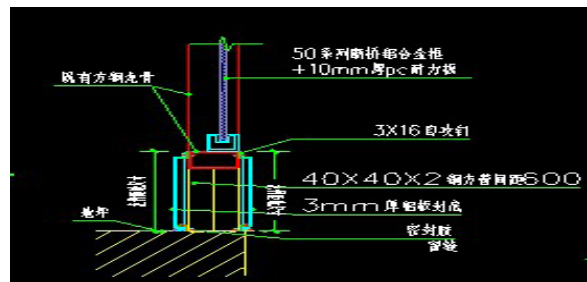 50系列断桥铝合金框
+10mm厚pc耐力板
既有方钢龙骨
3X16自攻钉
40X40X2钢方管间距600
3mm厚铝板封底
地坪
密封胶